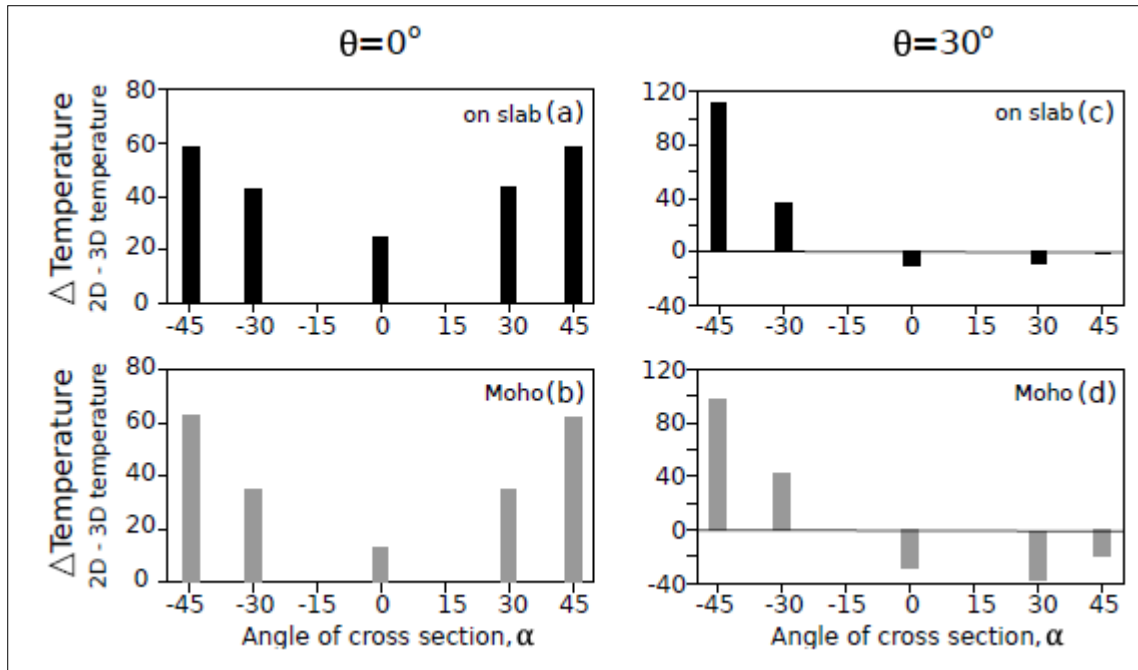 θ=0°
θ=30°
△Temperature
2D - 3D temperature
80
60
40
20
0
on slab (a)
-45 -30 -15 0 15 30 45
120
80
40
0
-40
on slab (c)
-45 -30 -15 0 15 30 45
△Temperature
2D - 3D temperature
80
60
40
20
0
Moho (b)
-45 -30 -15 0 15 30 45
Angle of cross section, α
120
80
40
0
-40
Moho (d)
-45 -30 -15 0 15 30 45
Angle of cross section, α